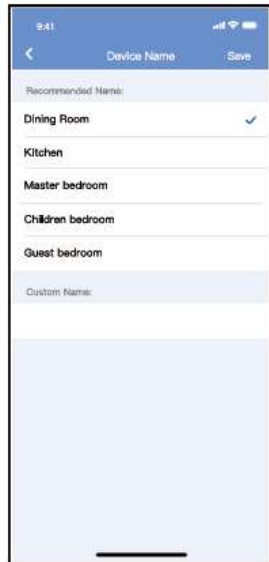 9:41
Device Name
Save
Recommended Name:
Dining Room
Kitchen
Master bedroom
Children bedroom
Guest bedroom
Custom Name: